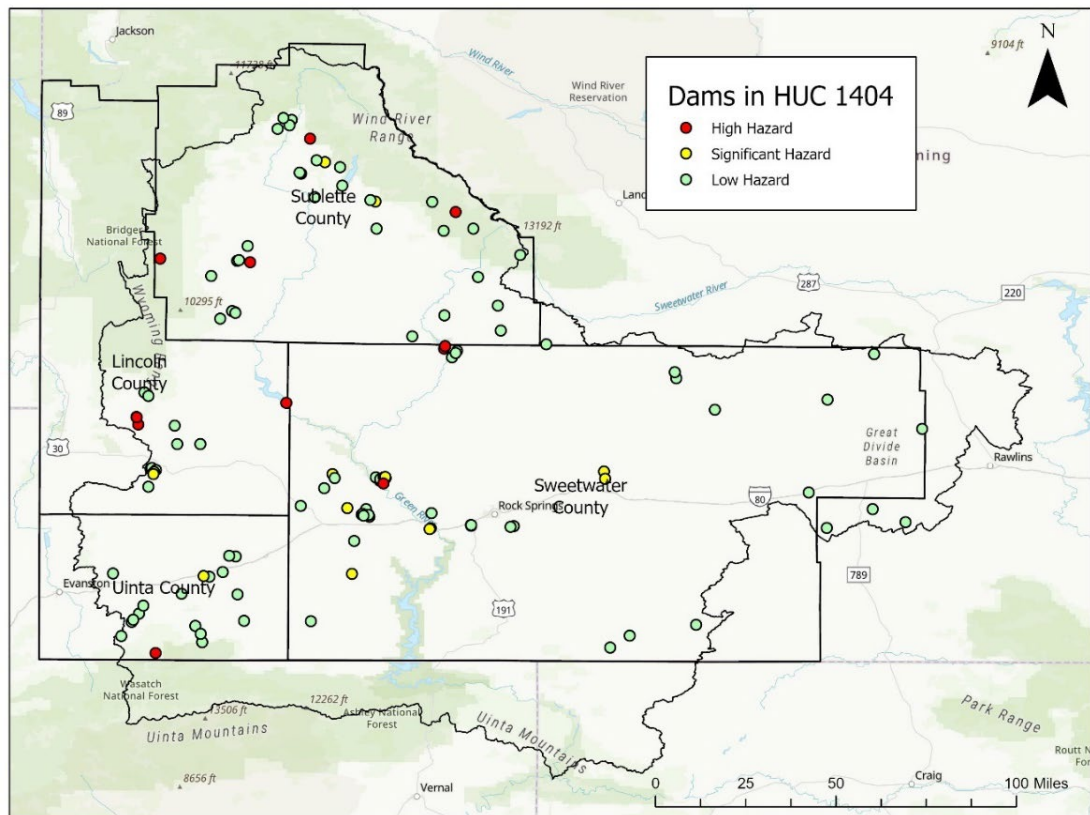 Jackson
11738 ft
9104 ft
N
Wind River
Wind River
Reservation
89
Wind River
Range
Dams in HUC 1404
High Hazard
Significant Hazard
Low Hazard
Sublette
County
13192 ft
Bridger
National Forest
10295 ft
Wyoming
Sweetwater River
287
220
Lincoln
County
30
Great
Divide
Basin
Rawlins
Sweetwater
County
80
Rock Springs
Green
Evanston
Uinta County
789
191
Wasatch
National Forest
12262 ft
13506 ft
Ashley National
Forest
Uinta Mountains
Uinta Mountains
Park Range
8656 ft
Vernal
Craig
0 25 50 100 Miles